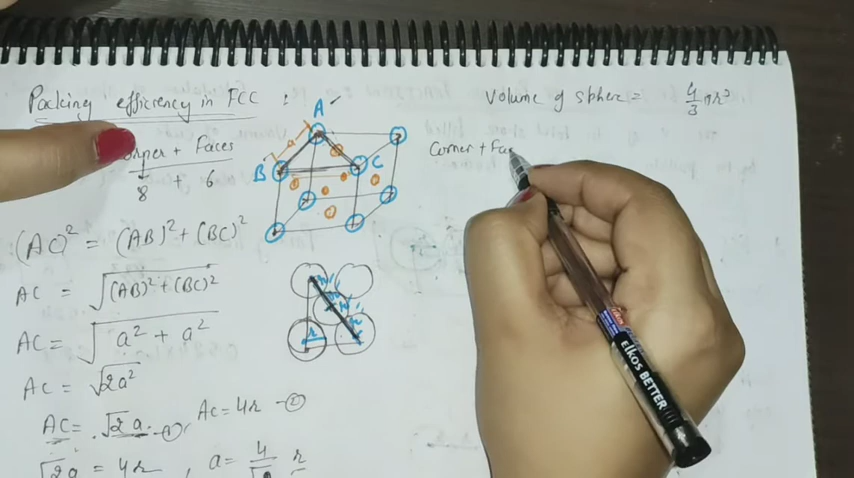 Packing efficiency in FCC :
Corner + Faces
8 + 6
(AC)² = (AB)² + (BC)²
AC = √(AB)² + (BC)²
AC = √a² + a²
AC = √2a²
AC = √2 a — ①, AC = 4r — ②
√2a = 4r , a = 4/√2 r
A
a
B
C
r
r
r
r
r
Volume of sphere = 4/3 πr³
Corner + Fac
elkos BETTER